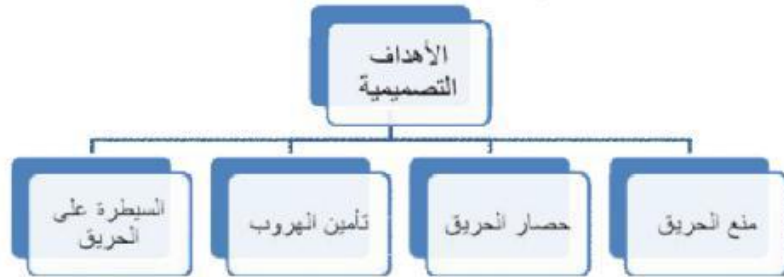 الأهداف
التصميمية
منع الحريق
حصار الحريق
تأمين الهروب
السيطرة على
الحريق